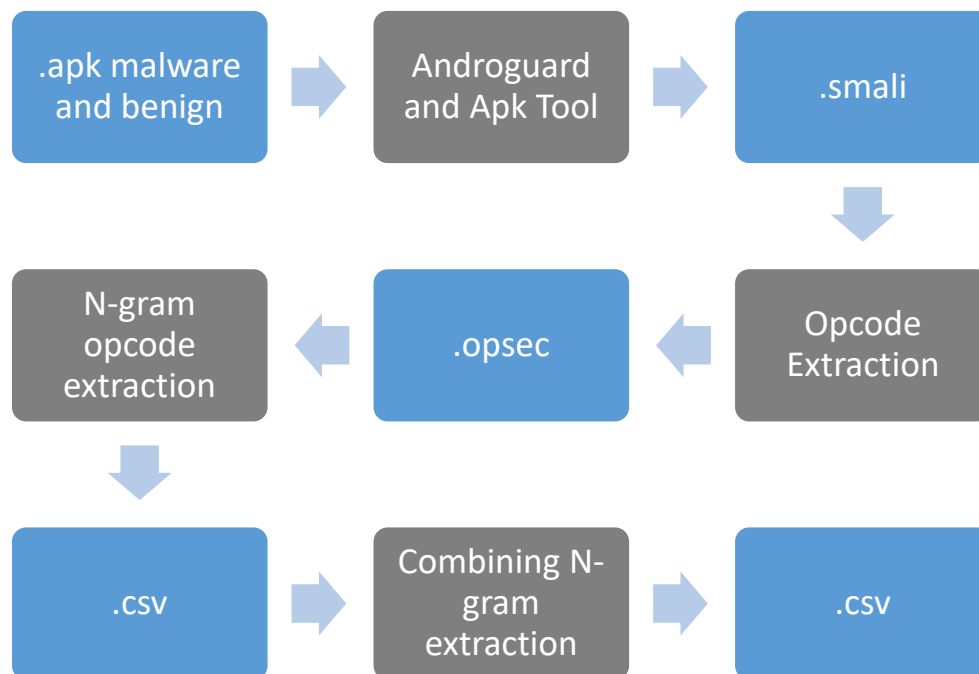 .apk malware
and benign
Androguard
and Apk Tool
.smali
N-gram
opcode
extraction
.opsec
Opcode
Extraction
.csv
Combining N-
gram
extraction
.csv